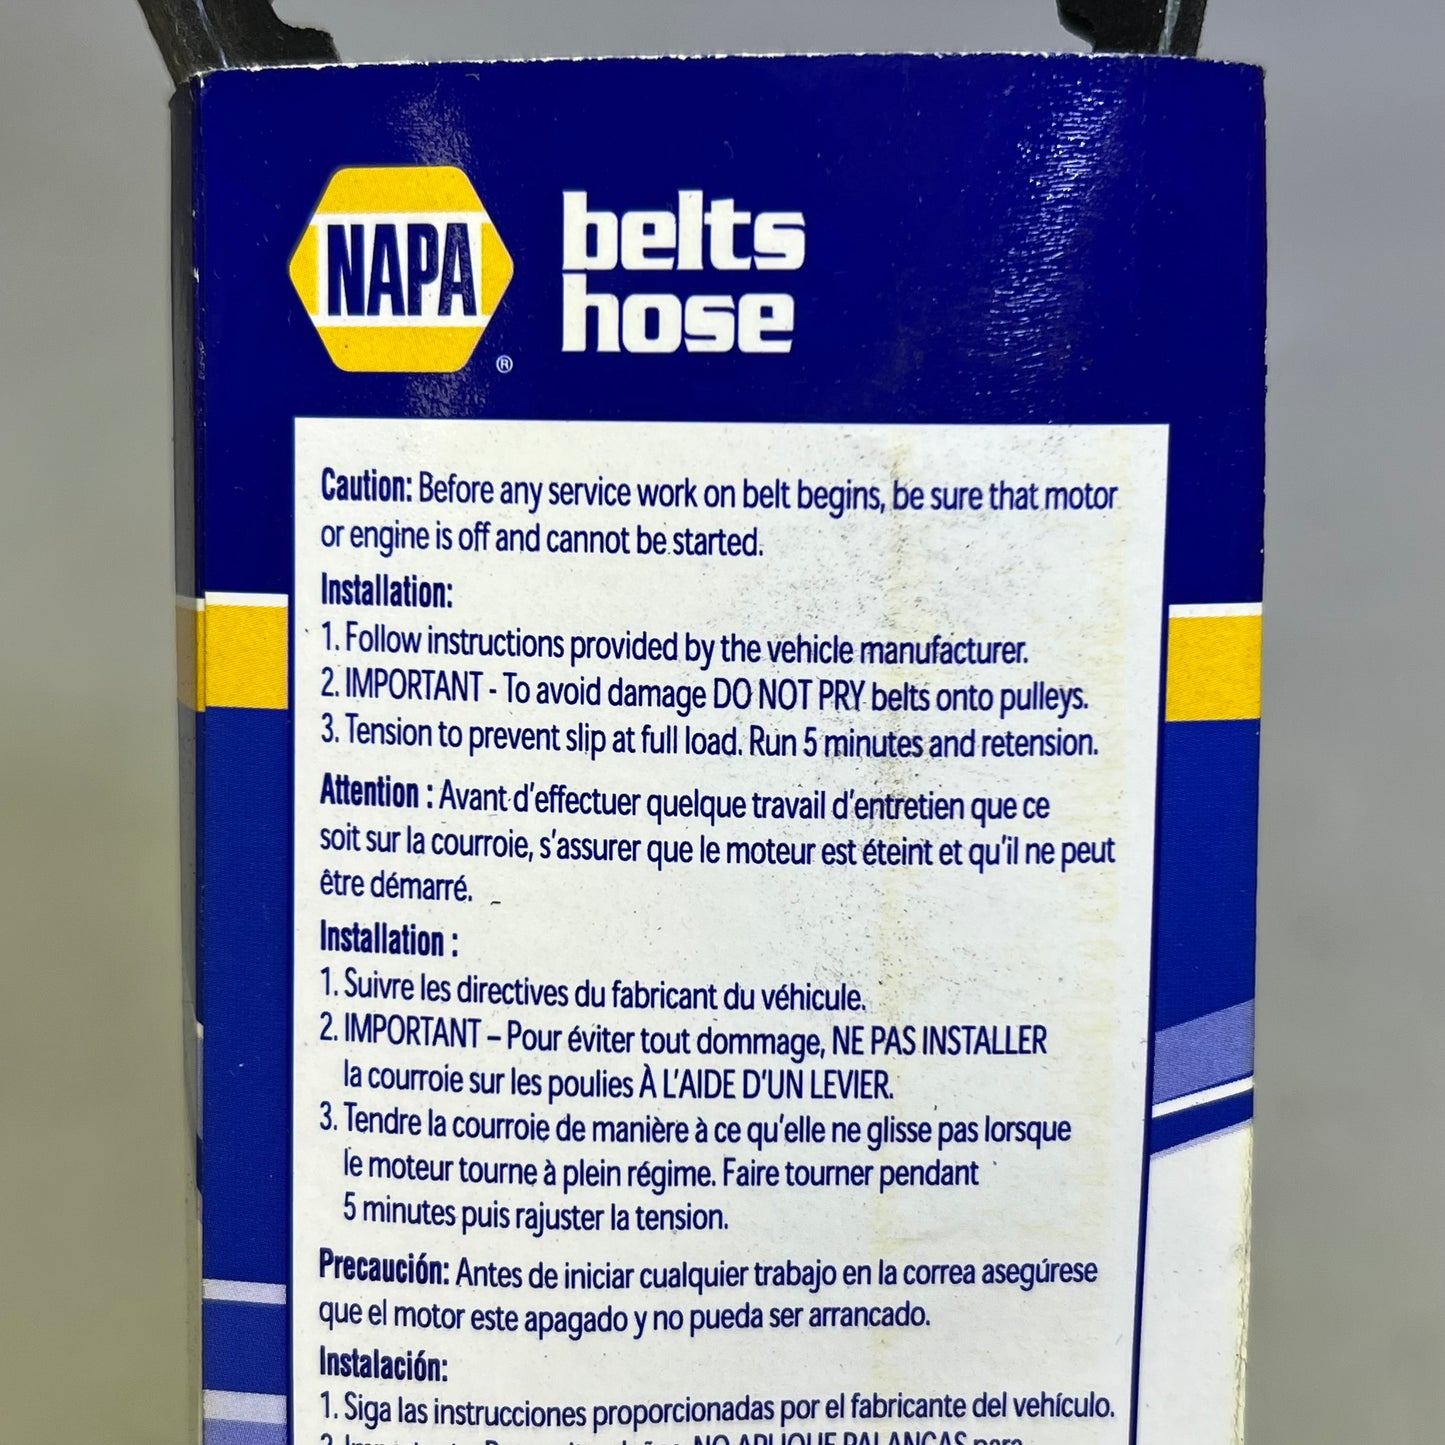 NAPA
®
belts
hose
Caution: Before any service work on belt begins, be sure that motor
or engine is off and cannot be started.
Installation:
1. Follow instructions provided by the vehicle manufacturer.
2. IMPORTANT - To avoid damage DO NOT PRY belts onto pulleys.
3. Tension to prevent slip at full load. Run 5 minutes and retension.
Attention : Avant d'effectuer quelque travail d'entretien que ce
soit sur la courroie, s'assurer que le moteur est éteint et qu'il ne peut
être démarré.
Installation :
1. Suivre les directives du fabricant du véhicule.
2. IMPORTANT – Pour éviter tout dommage, NE PAS INSTALLER
la courroie sur les poulies À L'AIDE D'UN LEVIER.
3. Tendre la courroie de manière à ce qu'elle ne glisse pas lorsque
le moteur tourne à plein régime. Faire tourner pendant
5 minutes puis rajuster la tension.
Precaución: Antes de iniciar cualquier trabajo en la correa asegúrese
que el motor este apagado y no pueda ser arrancado.
Instalación:
1. Siga las instrucciones proporcionadas por el fabricante del vehículo.
NO APLIQUE PALANCAS para